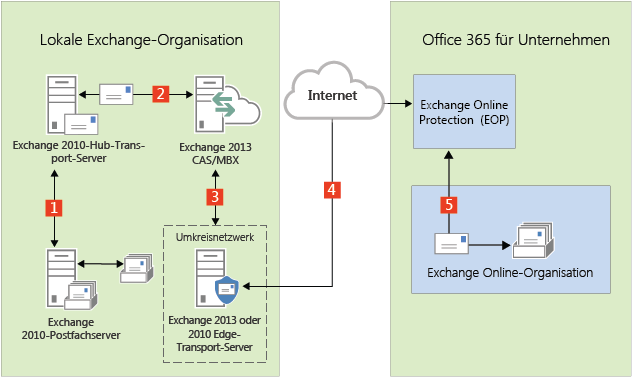 Lokale Exchange-Organisation
Office 365 für Unternehmen
2
Internet
Exchange Online
Protection (EOP)
Exchange 2010-Hub-Trans-
port-Server
Exchange 2013
CAS/MBX
1
3
4
5
Umkreisnetzwerk
Exchange Online-Organisation
Exchange
2010-Postfachserver
Exchange 2013 oder
2010 Edge-
Transport-Server